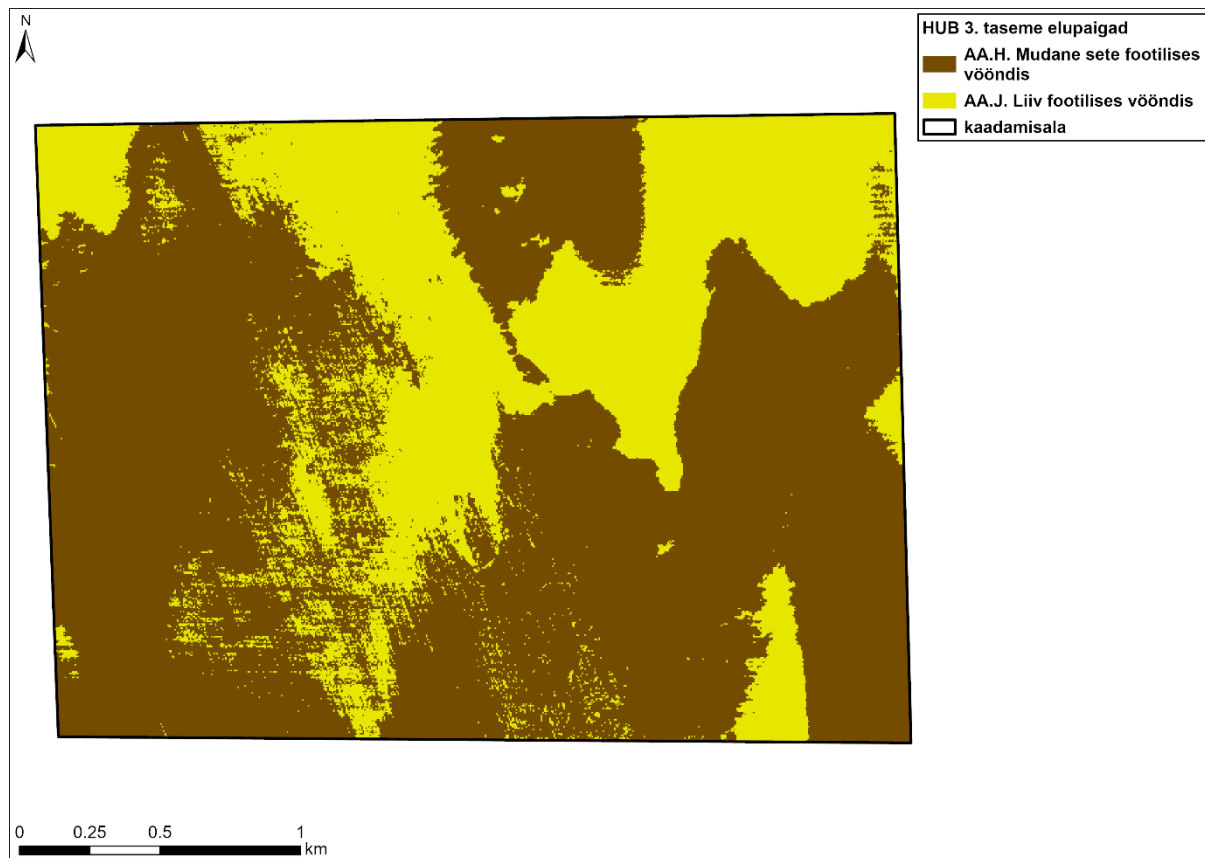 N
HUB 3. taseme elupaigad
AA.H. Mudane sete footilises
vööndis
AA.J. Liiv footilises vööndis
kaadamisala
0 0.25 0.5 1
km